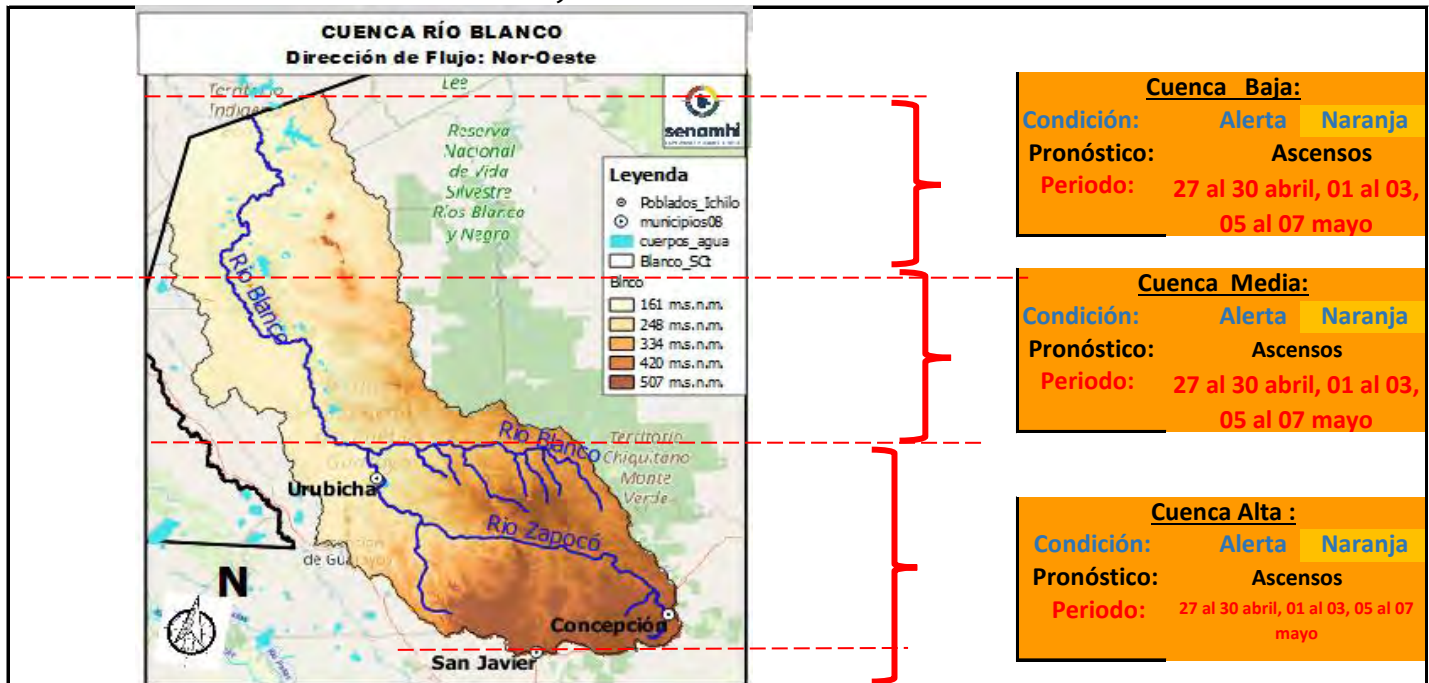 CUENCA RÍO BLANCO
Dirección de Flujo: Nor-Oeste
Territorio
Indígena
Lee
senamhi
Reserva
Nacional
de Vida
Silvestre
Ríos Blanco
y Negro
Leyenda
Poblados_Ichilo
municipios08
cuerpos_agua
Blanco_SCt
Blnco
161 m.s.n.m.
248 m.s.n.m.
334 m.s.n.m.
420 m.s.n.m.
507 m.s.n.m.
Río Blanco
Río Blanco
Territorio
Chiquitano
Monte
Verde
Urubicha
Río Zapocó
de
N
Concepción
San Javier
Cuenca Baja:
Condición: Alerta Naranja
Pronóstico: Ascensos
Periodo: 27 al 30 abril, 01 al 03,
05 al 07 mayo
Cuenca Media:
Condición: Alerta Naranja
Pronóstico: Ascensos
Periodo: 27 al 30 abril, 01 al 03,
05 al 07 mayo
Cuenca Alta :
Condición: Alerta Naranja
Pronóstico: Ascensos
Periodo: 27 al 30 abril, 01 al 03, 05 al 07
mayo